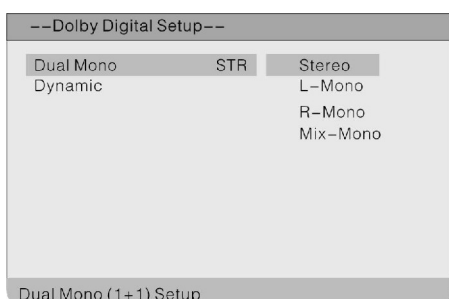 --Dolby Digital Setup--
Dual Mono STR Stereo
Dynamic L-Mono
R-Mono
Mix-Mono
Dual Mono (1+1) Setup